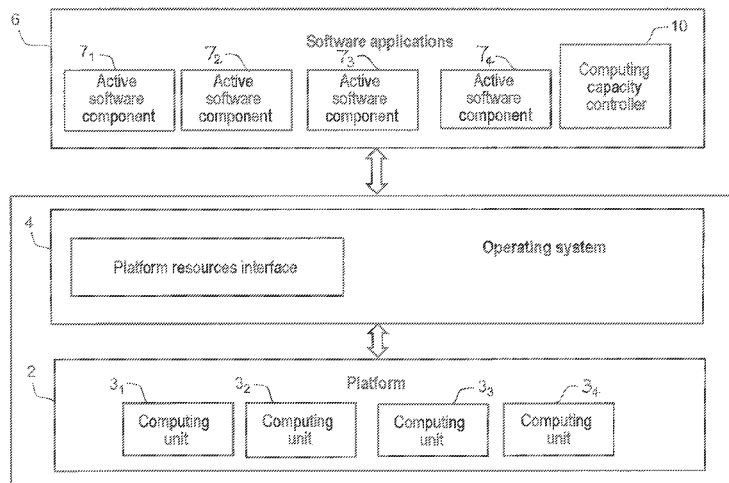 6
Software applications
10
7₁
7₂
7₃
7₄
Active software component
Active software component
Active software component
Active software component
Computing capacity controller
4
Operating system
Platform resources interface
2
Platform
3₁
3₂
3₃
3₄
Computing unit
Computing unit
Computing unit
Computing unit